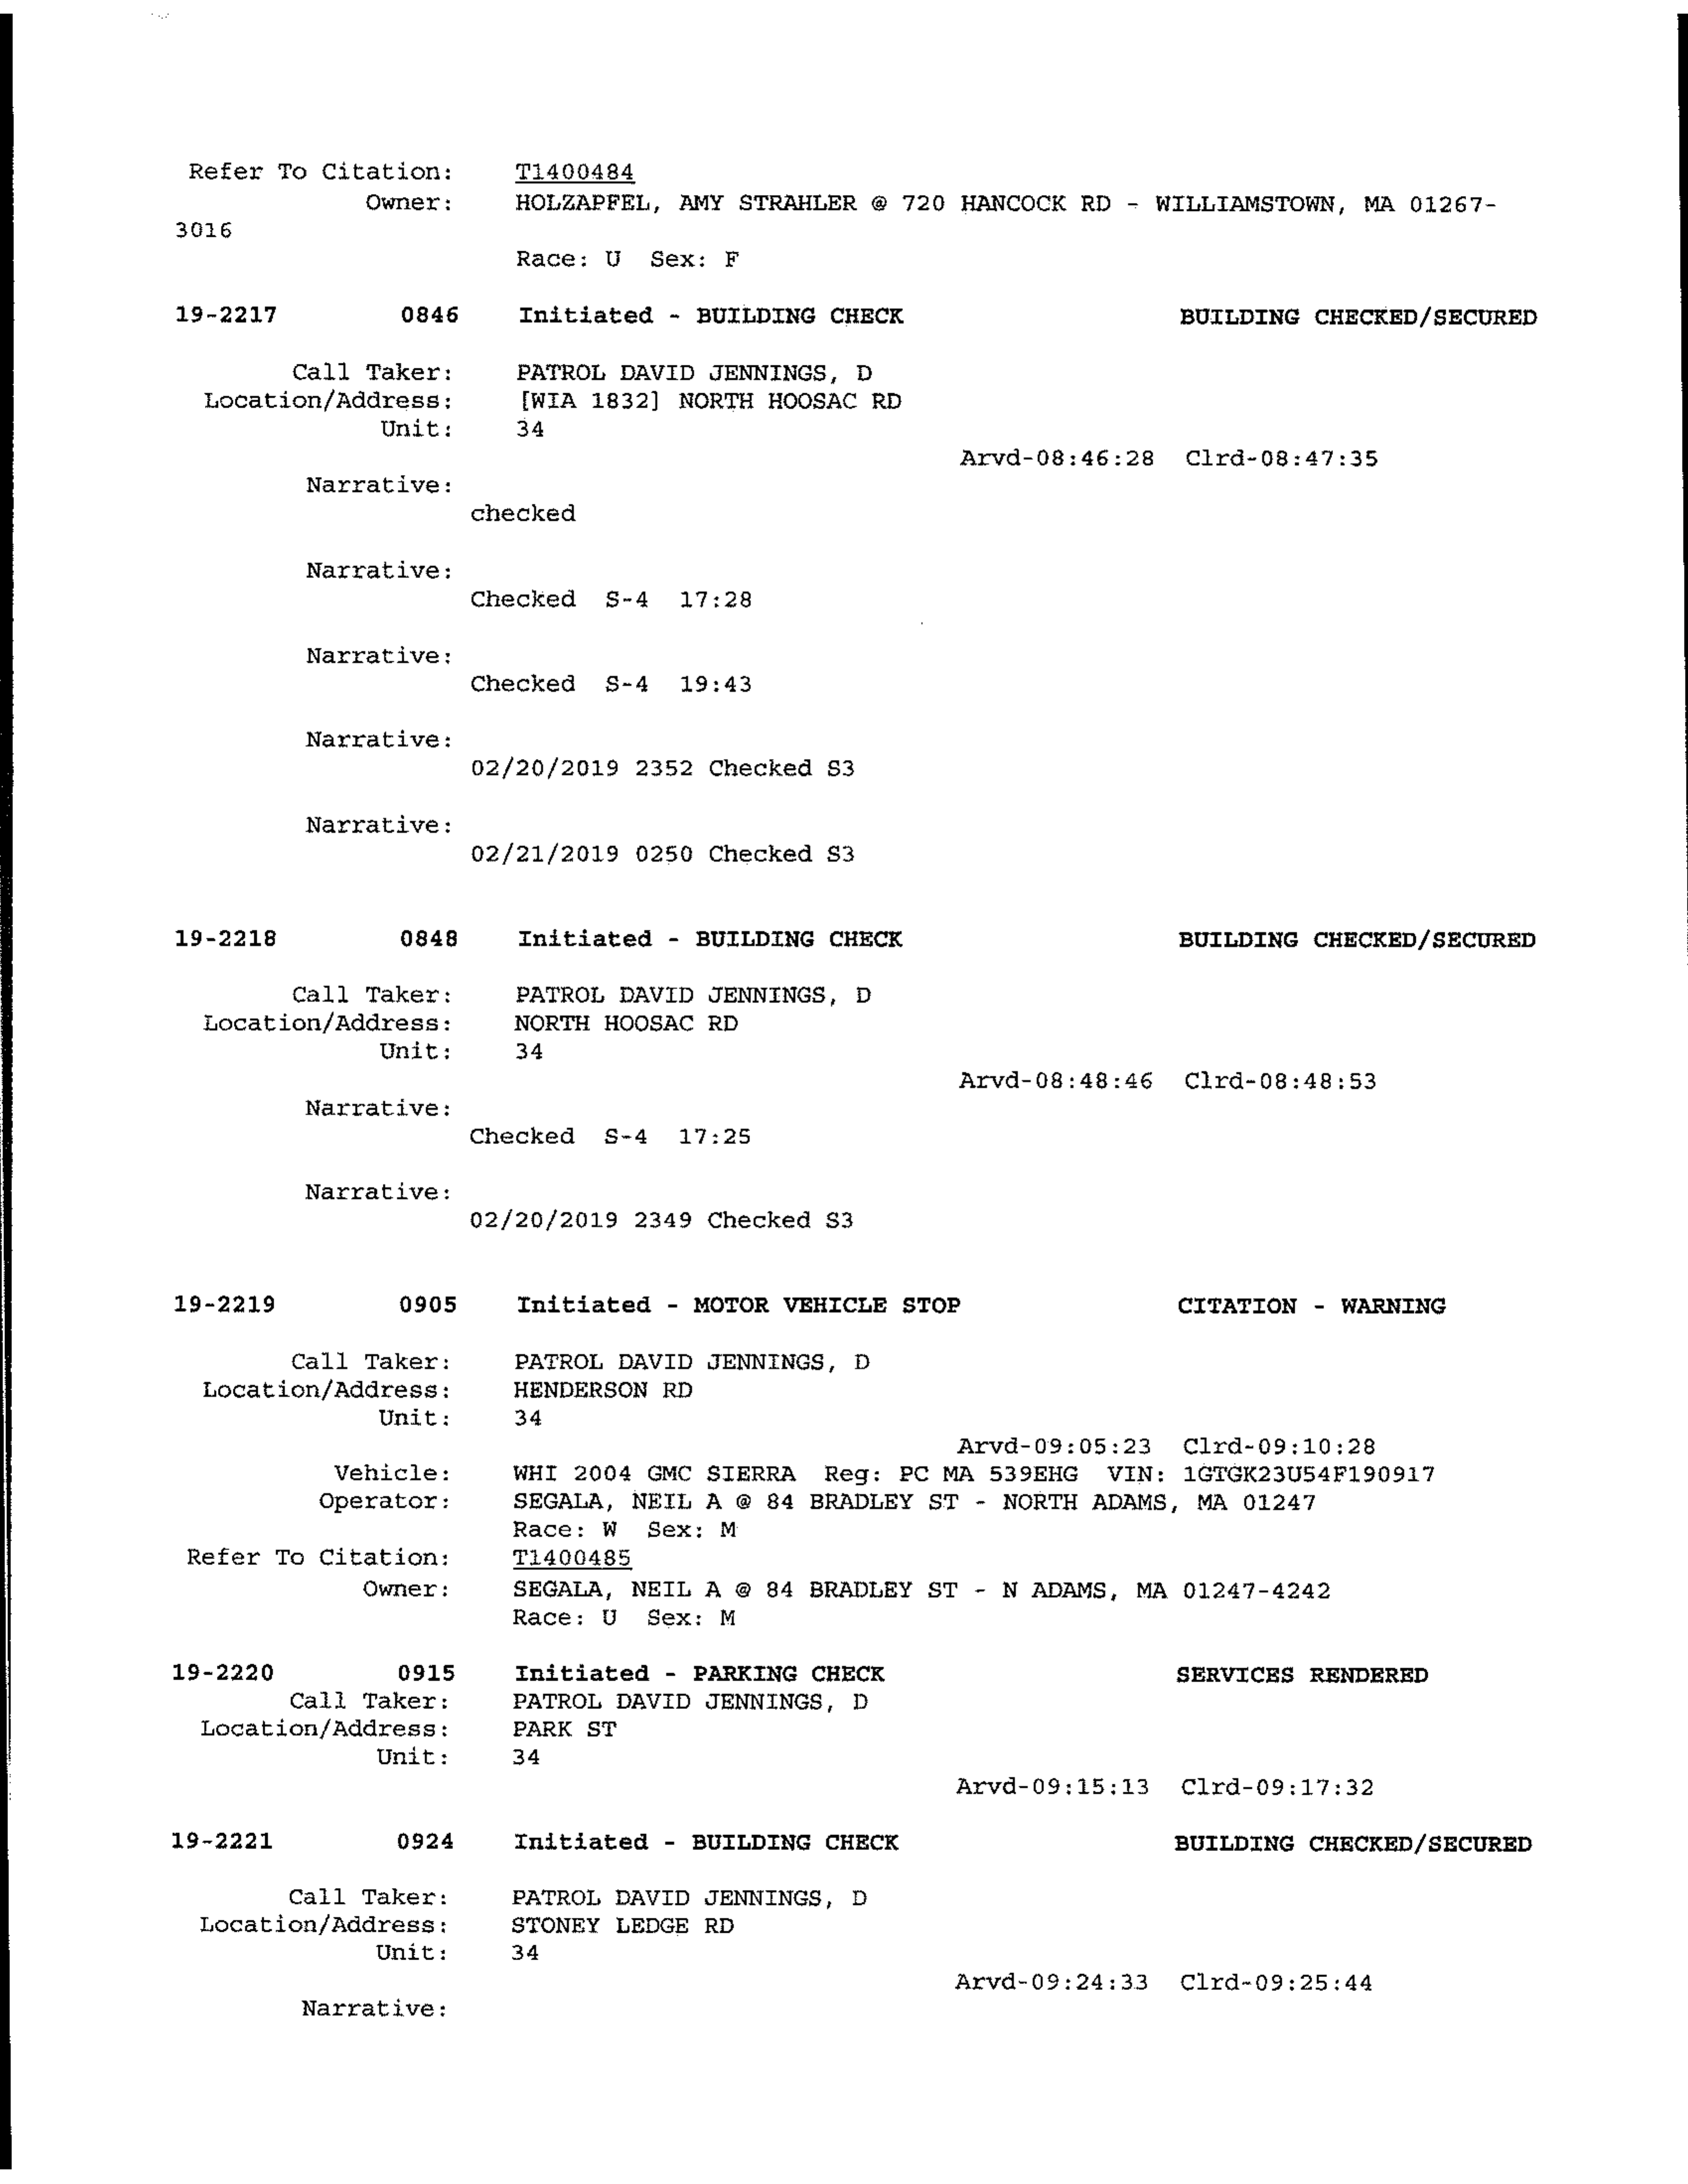 Refer To Citation: T1400484
Owner: HOLZAPFEL, AMY STRAHLER @ 720 HANCOCK RD - WILLIAMSTOWN, MA 01267-
3016
Race: U Sex: F
19-2217 0846 Initiated - BUILDING CHECK BUILDING CHECKED/SECURED
Call Taker: PATROL DAVID JENNINGS, D
Location/Address: [WIA 1832] NORTH HOOSAC RD
Unit: 34
Arvd-08:46:28 Clrd-08:47:35
Narrative:
checked
Narrative:
Checked S-4 17:28
Narrative:
Checked S-4 19:43
Narrative:
02/20/2019 2352 Checked S3
Narrative:
02/21/2019 0250 Checked S3
19-2218 0848 Initiated - BUILDING CHECK BUILDING CHECKED/SECURED
Call Taker: PATROL DAVID JENNINGS, D
Location/Address: NORTH HOOSAC RD
Unit: 34
Arvd-08:48:46 Clrd-08:48:53
Narrative:
Checked S-4 17:25
Narrative:
02/20/2019 2349 Checked S3
19-2219 0905 Initiated - MOTOR VEHICLE STOP CITATION - WARNING
Call Taker: PATROL DAVID JENNINGS, D
Location/Address: HENDERSON RD
Unit: 34
Arvd-09:05:23 Clrd-09:10:28
Vehicle: WHI 2004 GMC SIERRA Reg: PC MA 539EHG VIN: 1GTGK23U54F190917
Operator: SEGALA, NEIL A @ 84 BRADLEY ST - NORTH ADAMS, MA 01247
Race: W Sex: M
Refer To Citation: T1400485
Owner: SEGALA, NEIL A @ 84 BRADLEY ST - N ADAMS, MA 01247-4242
Race: U Sex: M
19-2220 0915 Initiated - PARKING CHECK SERVICES RENDERED
Call Taker: PATROL DAVID JENNINGS, D
Location/Address: PARK ST
Unit: 34
Arvd-09:15:13 Clrd-09:17:32
19-2221 0924 Initiated - BUILDING CHECK BUILDING CHECKED/SECURED
Call Taker: PATROL DAVID JENNINGS, D
Location/Address: STONEY LEDGE RD
Unit: 34
Arvd-09:24:33 Clrd-09:25:44
Narrative: